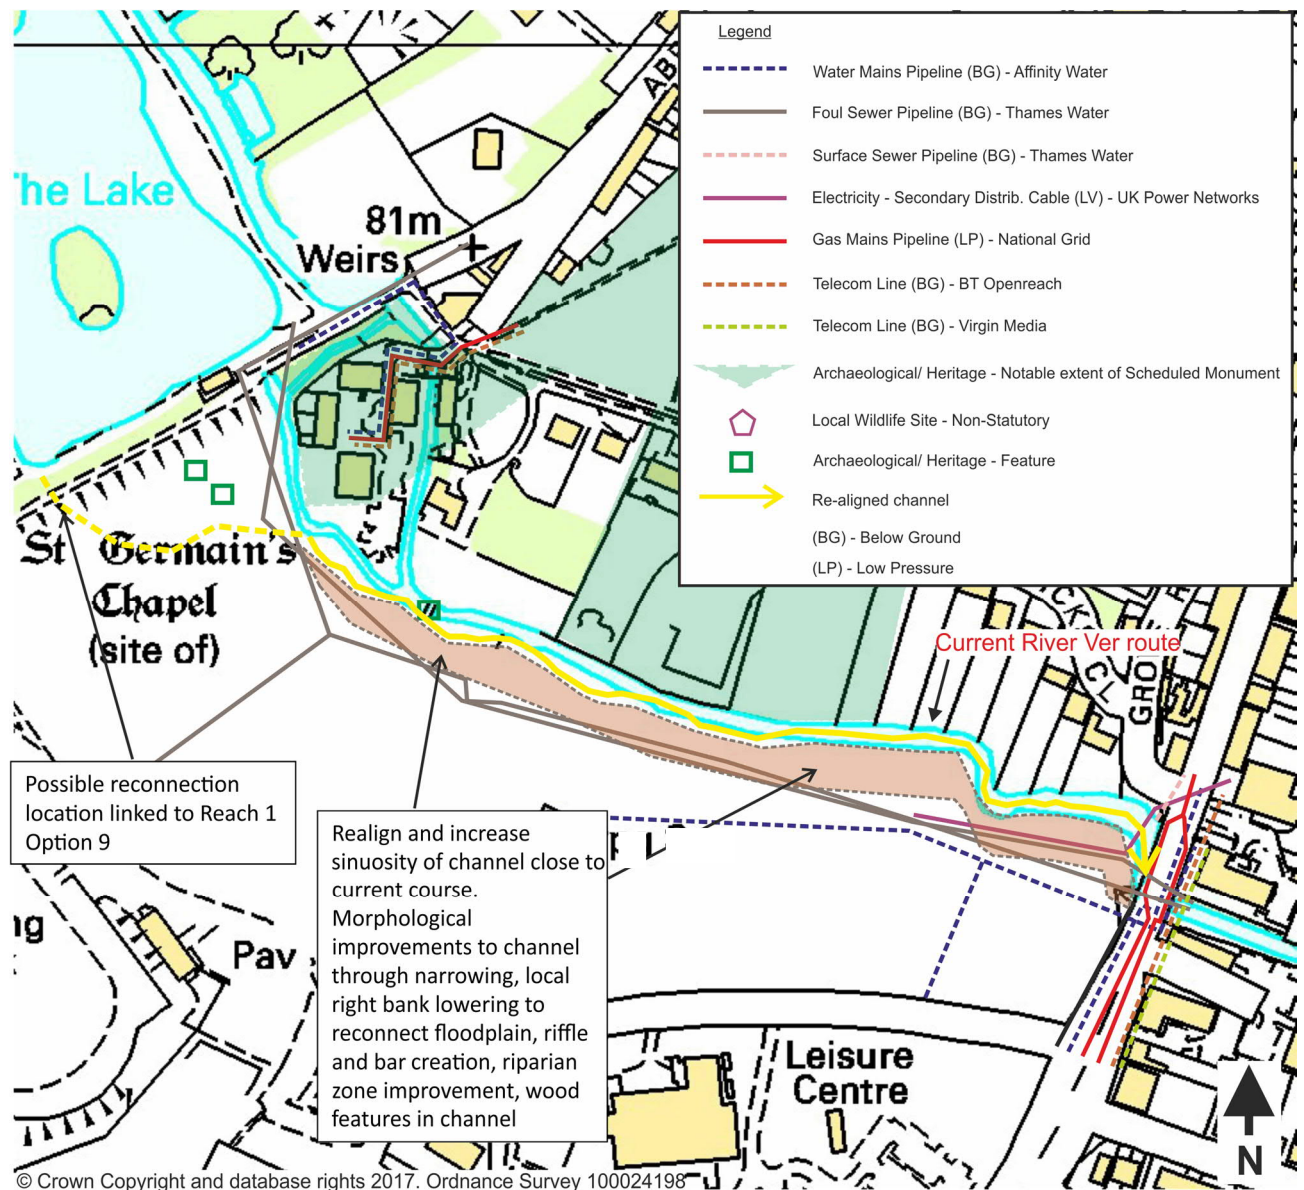 Legend
Water Mains Pipeline (BG) - Affinity Water
Foul Sewer Pipeline (BG) - Thames Water
Surface Sewer Pipeline (BG) - Thames Water
Electricity - Secondary Distrib. Cable (LV) - UK Power Networks
Gas Mains Pipeline (LP) - National Grid
Telecom Line (BG) - BT Openreach
Telecom Line (BG) - Virgin Media
Archaeological/ Heritage - Notable extent of Scheduled Monument
Local Wildlife Site - Non-Statutory
Archaeological/ Heritage - Feature
Re-aligned channel
(BG) - Below Ground
(LP) - Low Pressure
AB
The Lake
81m
Weirs
St Germain's
Chapel
(site of)
Current River Ver route
CK
CL
GRO
Possible reconnection
location linked to Reach 1
Option 9
Realign and increase
sinuosity of channel close to
current course.
Morphological
improvements to channel
through narrowing, local
right bank lowering to
reconnect floodplain, riffle
and bar creation, riparian
zone improvement, wood
features in channel
ng
Pav
Leisure
Centre
N
© Crown Copyright and database rights 2017. Ordnance Survey 100024198